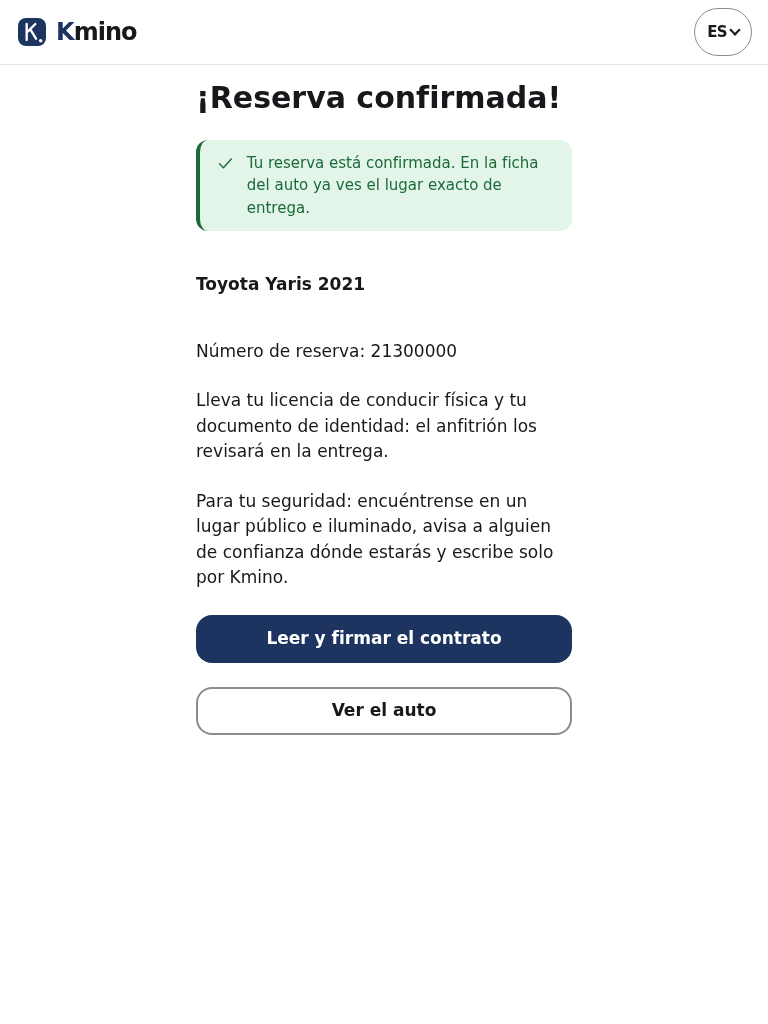 K. Kmino
ES
¡Reserva confirmada!
Tu reserva está confirmada. En la ficha
del auto ya ves el lugar exacto de
entrega.
Toyota Yaris 2021
Número de reserva: 21300000
Lleva tu licencia de conducir física y tu
documento de identidad: el anfitrión los
revisará en la entrega.
Para tu seguridad: encuéntrense en un
lugar público e iluminado, avisa a alguien
de confianza dónde estarás y escribe solo
por Kmino.
Leer y firmar el contrato
Ver el auto